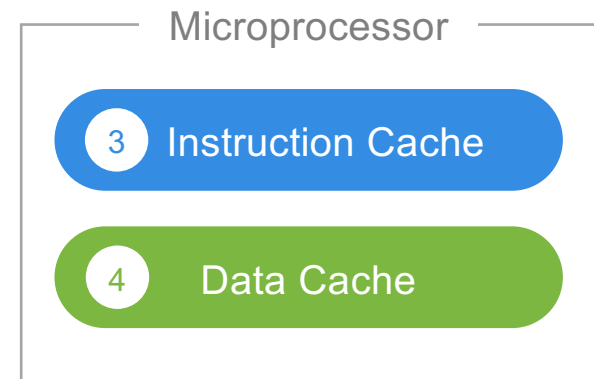 Microprocessor
3 Instruction Cache
4 Data Cache